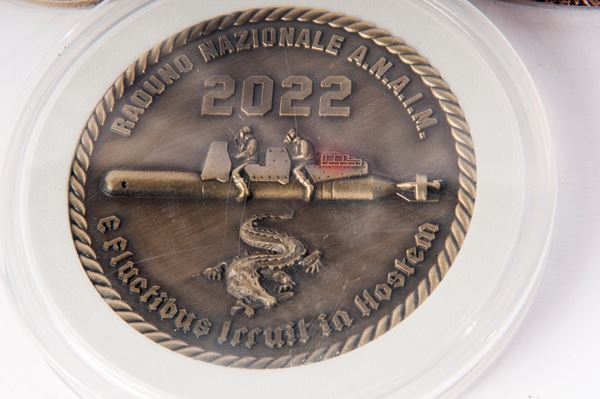 RADUNO NAZIONALE A.N.A.I.M.
2022
E Fluctibus Irruit in Hostem